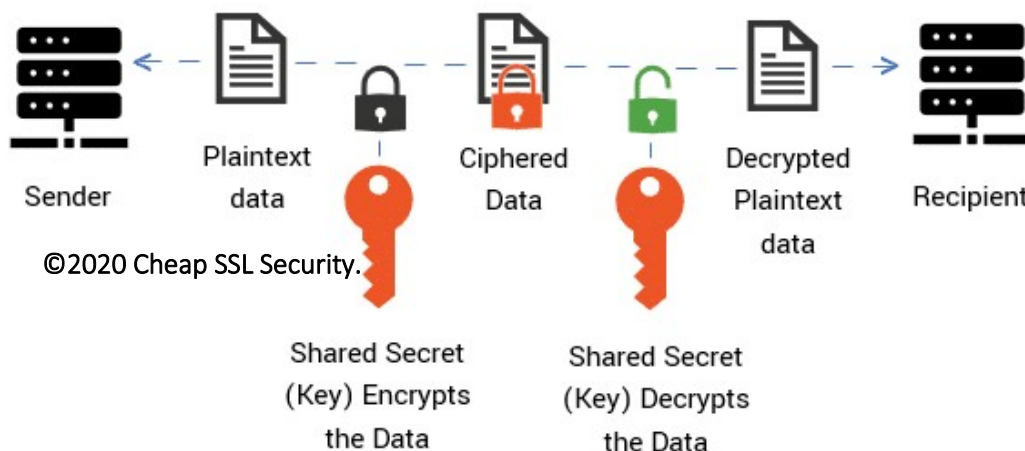 Sender
Plaintext
data
Ciphered
Data
Decrypted
Plaintext
data
Recipient
©2020 Cheap SSL Security.
Shared Secret
(Key) Encrypts
the Data
Shared Secret
(Key) Decrypts
the Data